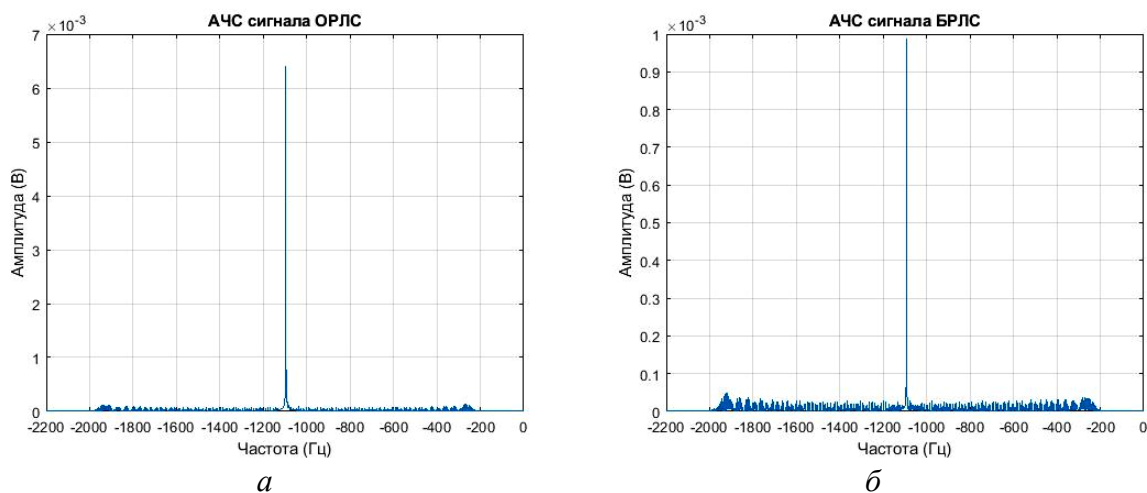 АЧС сигнала ОРЛС
×10⁻³
7
6
5
4
3
2
1
0
Амплитуда (В)
-2200 -2000 -1800 -1600 -1400 -1200 -1000 -800 -600 -400 -200 0
Частота (Гц)
а
АЧС сигнала БРЛС
×10⁻³
1
0.9
0.8
0.7
0.6
0.5
0.4
0.3
0.2
0.1
0
Амплитуда (В)
-2200 -2000 -1800 -1600 -1400 -1200 -1000 -800 -600 -400 -200 0
Частота (Гц)
б